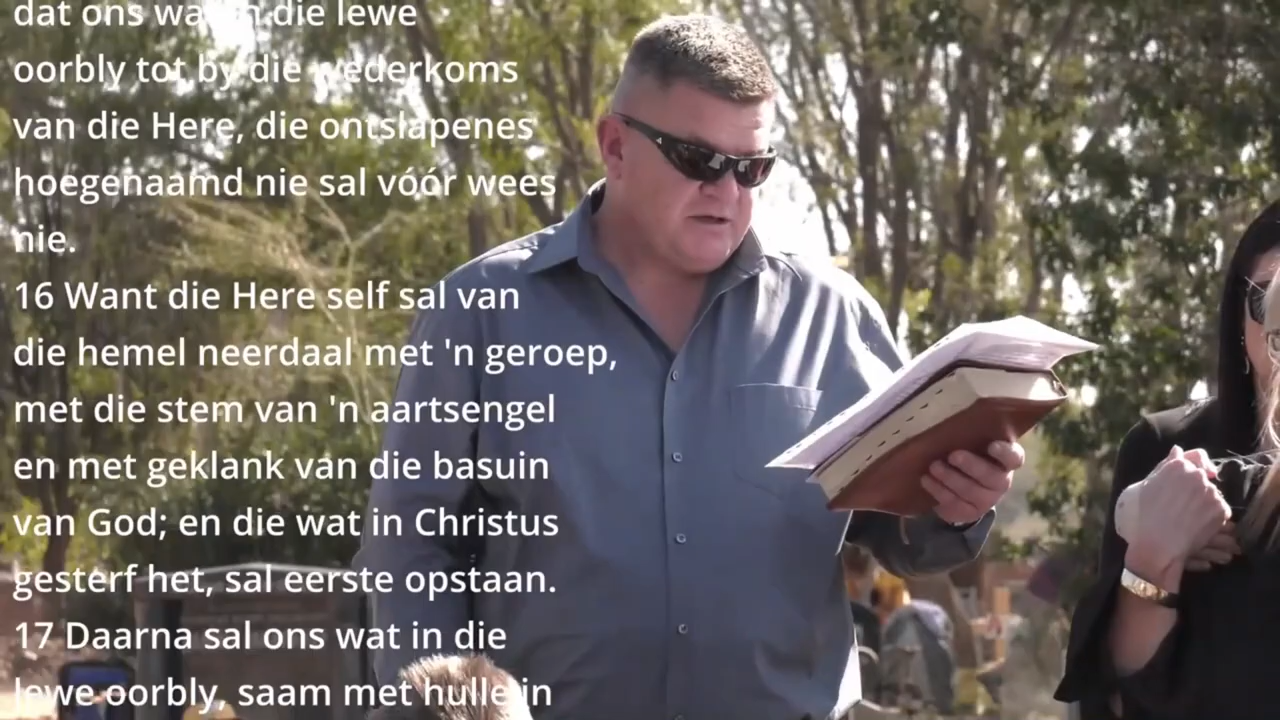 dat ons wat in die lewe
oorbly tot by die wederkoms
van die Here, die ontslapenes
hoegenaamd nie sal vóór wees
nie.
16 Want die Here self sal van
die hemel neerdaal met 'n geroep,
met die stem van 'n aartsengel
en met geklank van die basuin
van God; en die wat in Christus
gesterf het, sal eerste opstaan.
17 Daarna sal ons wat in die
lewe oorbly, saam met hulle in